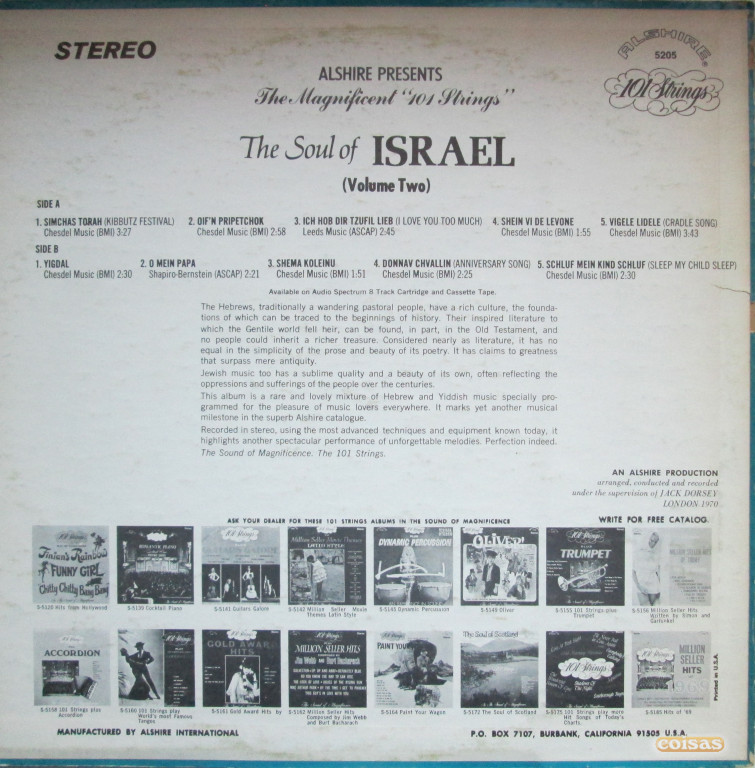 STEREO
ALSHIRE®
5205
101 Strings
ALSHIRE PRESENTS
The Magnificent "101 Strings"
The Soul of ISRAEL
(Volume Two)
SIDE A
1. SIMCHAS TORAH (KIBBUTZ FESTIVAL) 2. OIF'N PRIPETCHOK 3. ICH HOB DIR TZUFIL LIEB (I LOVE YOU TOO MUCH) 4. SHEIN VI DE LEVONE 5. VIGELE LIDELE (CRADLE SONG)
Chesdel Music (BMI) 3:27 Chesdel Music (BMI) 2:58 Leeds Music (ASCAP) 2:45 Chesdel Music (BMI) 1:55 Chesdel Music (BMI) 3:43
SIDE B
1. YIGDAL 2. O MEIN PAPA 3. SHEMA KOLEINU 4. DONNAV CHVALLIN (ANNIVERSARY SONG) 5. SCHLUF MEIN KIND SCHLUF (SLEEP MY CHILD SLEEP)
Chesdel Music (BMI) 2:30 Shapiro-Bernstein (ASCAP) 2:21 Chesdel Music (BMI) 1:51 Chesdel Music (BMI) 2:25 Chesdel Music (BMI) 2:30
Available on Audio Spectrum 8 Track Cartridge and Cassette Tape.
The Hebrews, traditionally a wandering pastoral people, have a rich culture, the founda-
tions of which can be traced to the beginnings of history. Their inspired literature to
which the Gentile world fell heir, can be found, in part, in the Old Testament, and
no people could inherit a richer treasure. Considered nearly as literature, it has no
equal in the simplicity of the prose and beauty of its poetry. It has claims to greatness
that surpass mere antiquity.
Jewish music too has a sublime quality and a beauty of its own, often reflecting the
oppressions and sufferings of the people over the centuries.
This album is a rare and lovely mixture of Hebrew and Yiddish music specially pro-
grammed for the pleasure of music lovers everywhere. It marks yet another musical
milestone in the superb Alshire catalogue.
Recorded in stereo, using the most advanced techniques and equipment known today, it
highlights another spectacular performance of unforgettable melodies. Perfection indeed.
The Sound of Magnificence. The 101 Strings.
AN ALSHIRE PRODUCTION
arranged, conducted and recorded
under the supervision of JACK DORSEY
LONDON 1970
ASK YOUR DEALER FOR THESE 101 STRINGS ALBUMS IN THE SOUND OF MAGNIFICENCE
WRITE FOR FREE CATALOG.
Finian's Rainbow
FUNNY GIRL
Chitty Chitty Bang Bang
LATIN STYLE
DYNAMIC PERCUSSION
OLIVER!
TRUMPET
S-5120 Hits from Hollywood
S-5139 Cocktail Piano
S-5161 Guitars Galore
S-5162 Million Seller Movie
Themes Latin Style
S-5145 Dynamic Percussion
S-5149 Oliver
S-5155 101 Strings plus
Trumpet
S-5156 Million Seller Hits
Written by Simon and
Garfunkel
ACCORDION
GOLD AWARD
HITS
MILLION SELLER HITS
Jim Webb and Burt Bacharach
PAINT YOUR
The Soul of Scotland
101 Strings
MILLION
SELLER
HITS
S-5158 101 Strings plus
Accordion
S-5160 101 Strings play
World's most Famous
Tangos
S-5161 Gold Award Hits by
S-5162 Million Seller Hits
Composed by Jim Webb
and Burt Bacharach
S-5164 Paint Your Wagon
S-5172 The Soul of Scotland
S-5175 101 Strings play more
Hit Songs of Today's
Charts.
S-5185 Hits of '69
Printed in U.S.A.
MANUFACTURED BY ALSHIRE INTERNATIONAL
P.O. BOX 7107, BURBANK, CALIFORNIA 91505 U.S.A.
coisas